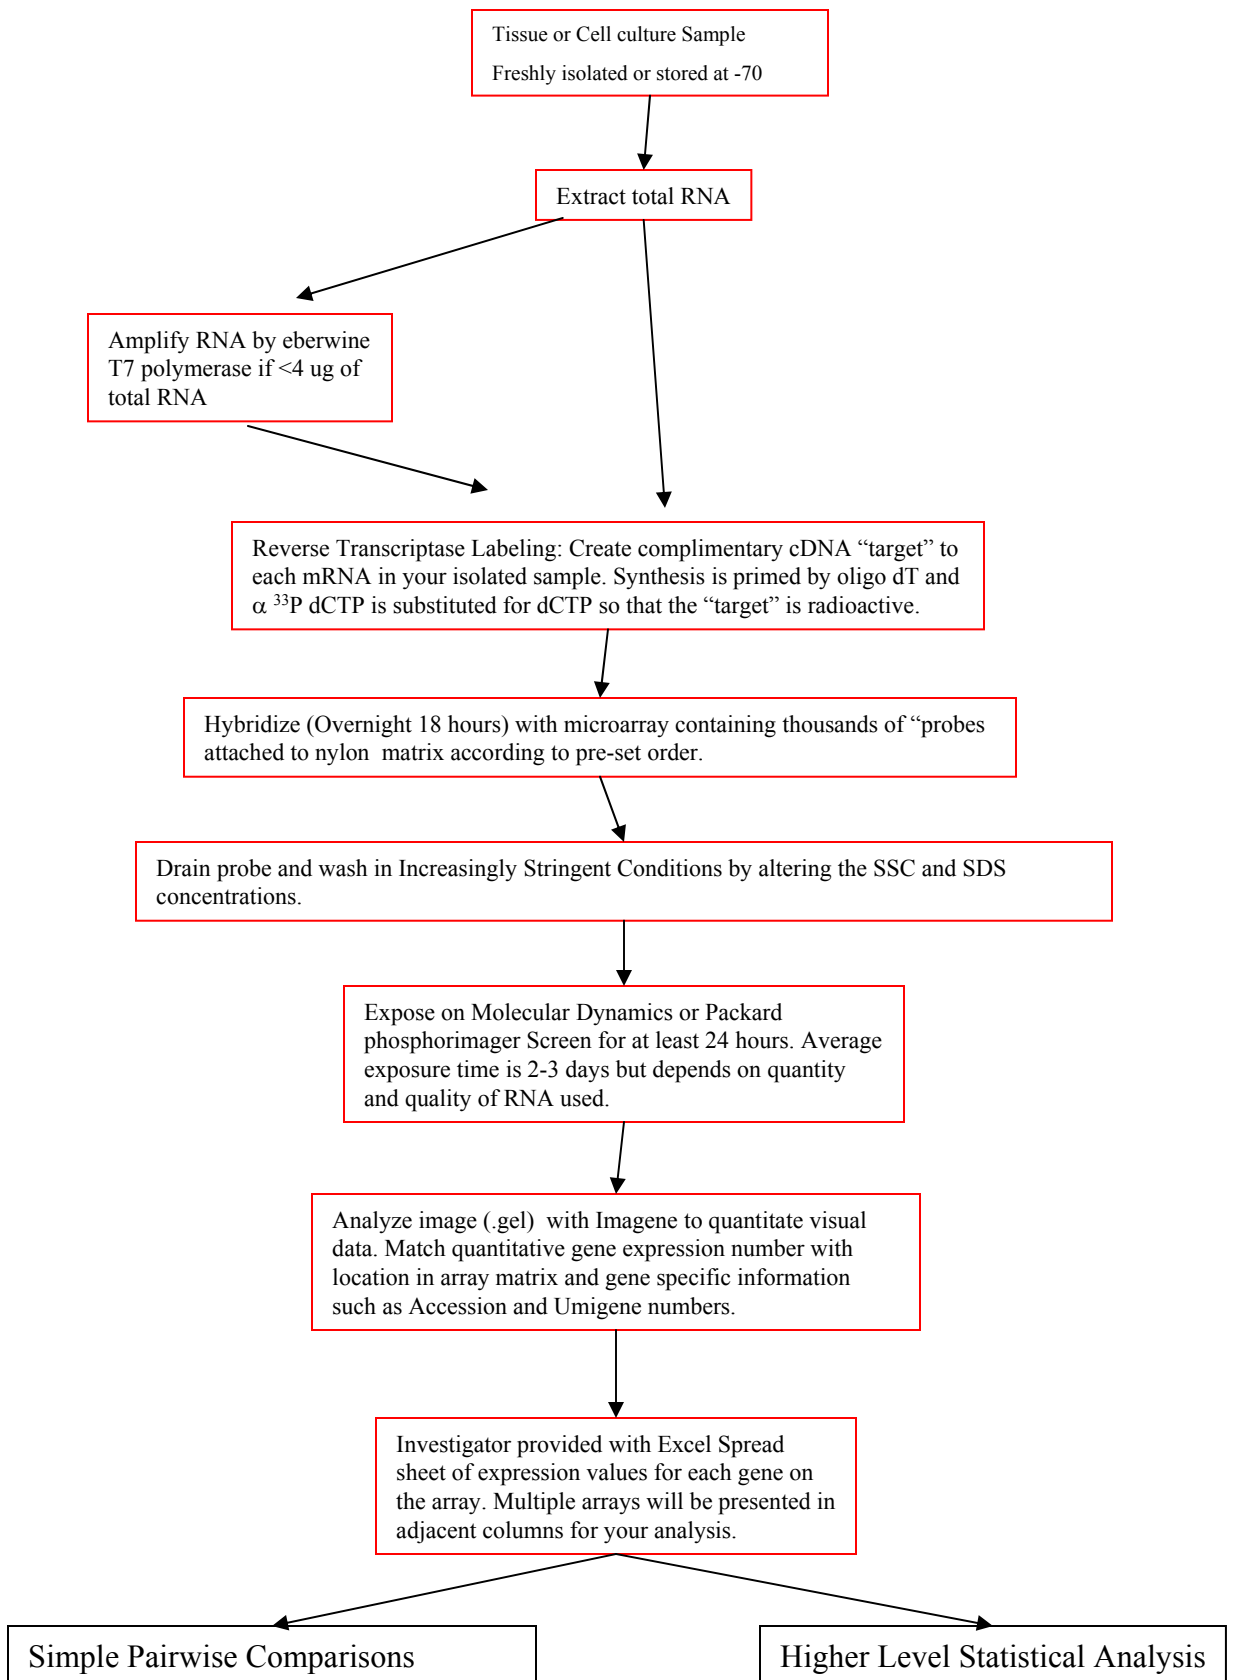 Tissue or Cell culture Sample
Freshly isolated or stored at -70
Extract total RNA
Amplify RNA by eberwine
T7 polymerase if <4 ug of
total RNA
Reverse Transcriptase Labeling: Create complimentary cDNA “target” to
each mRNA in your isolated sample. Synthesis is primed by oligo dT and
α ³³P dCTP is substituted for dCTP so that the “target” is radioactive.
Hybridize (Overnight 18 hours) with microarray containing thousands of “probes
attached to nylon  matrix according to pre-set order.
Drain probe and wash in Increasingly Stringent Conditions by altering the SSC and SDS
concentrations.
Expose on Molecular Dynamics or Packard
phosphorimager Screen for at least 24 hours. Average
exposure time is 2-3 days but depends on quantity
and quality of RNA used.
Analyze image (.gel)  with Imagene to quantitate visual
data. Match quantitative gene expression number with
location in array matrix and gene specific information
such as Accession and Umigene numbers.
Investigator provided with Excel Spread
sheet of expression values for each gene on
the array. Multiple arrays will be presented in
adjacent columns for your analysis.
Simple Pairwise Comparisons
Higher Level Statistical Analysis